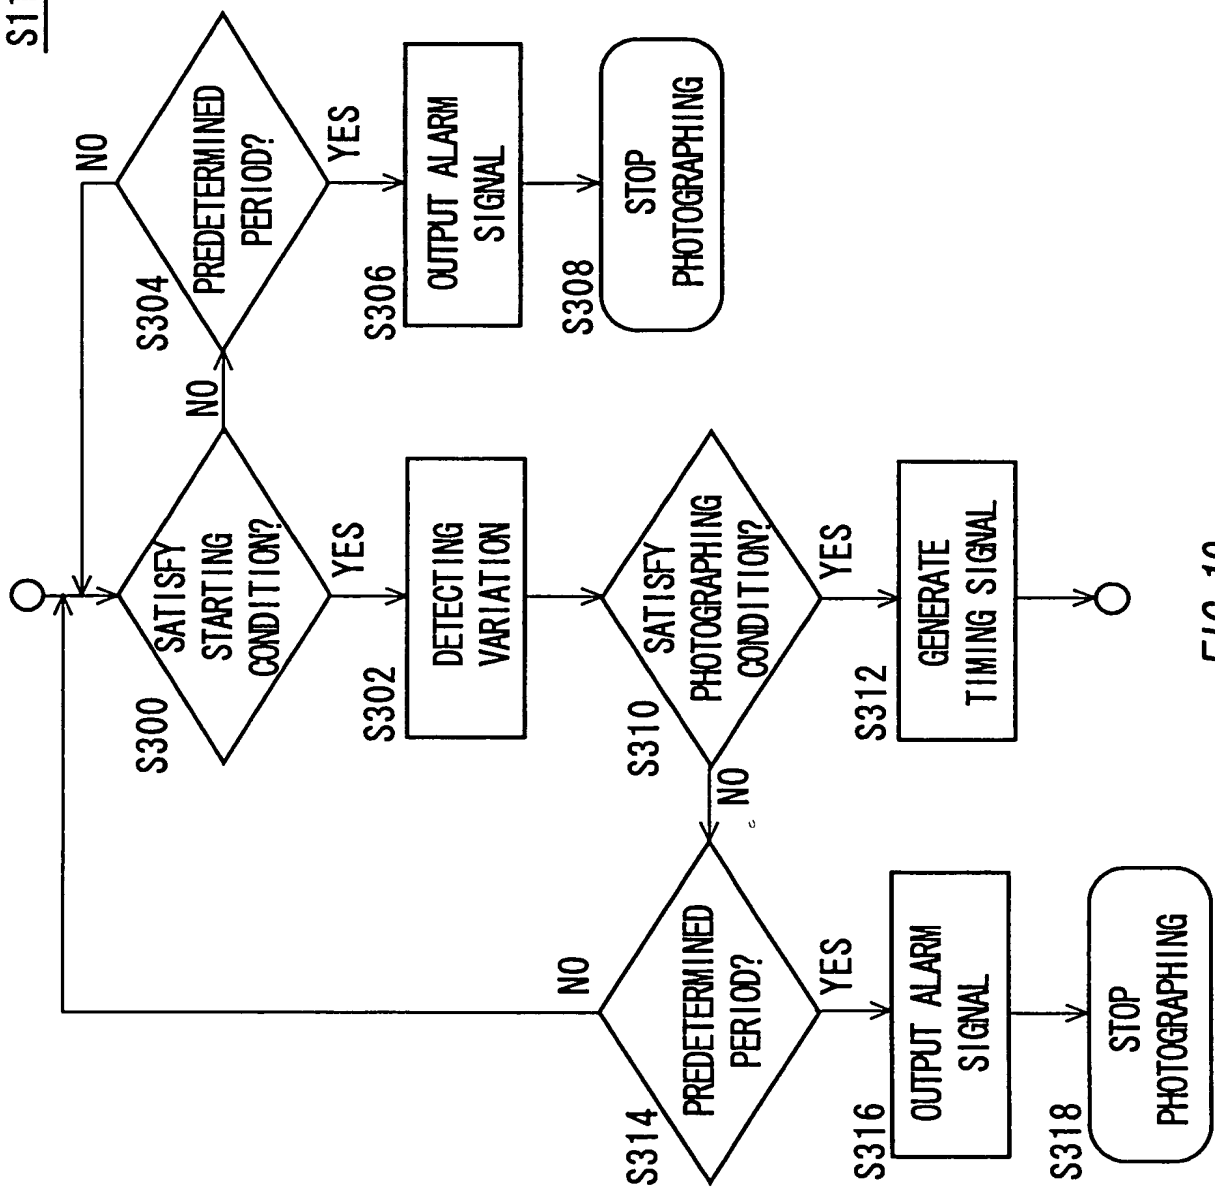 SATISFY
STARTING
CONDITION?
S300
NO
YES
S304
PREDETERMINED
PERIOD?
NO
YES
S306
OUTPUT ALARM
SIGNAL
S308
STOP
PHOTOGRAPHING
S302
DETECTING
VARIATION
S310
SATISFY
PHOTOGRAPHING
CONDITION?
NO
YES
S312
GENERATE
TIMING SIGNAL
S314
PREDETERMINED
PERIOD?
NO
YES
S316
OUTPUT ALARM
SIGNAL
S318
STOP
PHOTOGRAPHING
FIG.